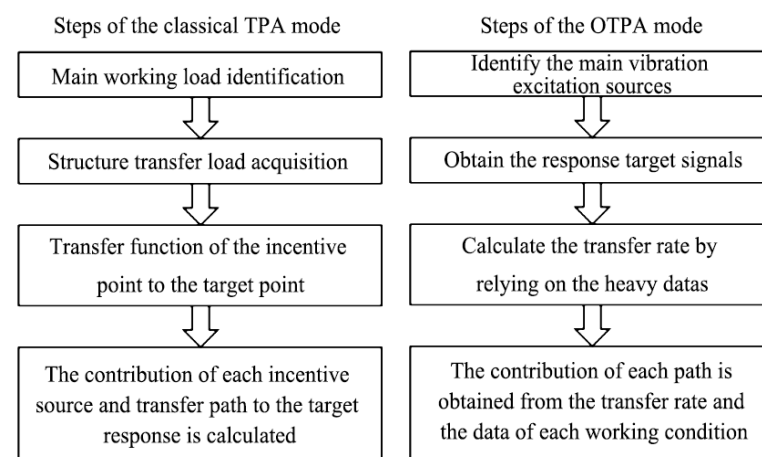 Steps of the classical TPA mode
Main working load identification
Structure transfer load acquisition
Transfer function of the incentive
point to the target point
The contribution of each incentive
source and transfer path to the target
response is calculated
Steps of the OTPA mode
Identify the main vibration
excitation sources
Obtain the response target signals
Calculate the transfer rate by
relying on the heavy datas
The contribution of each path is
obtained from the transfer rate and
the data of each working condition